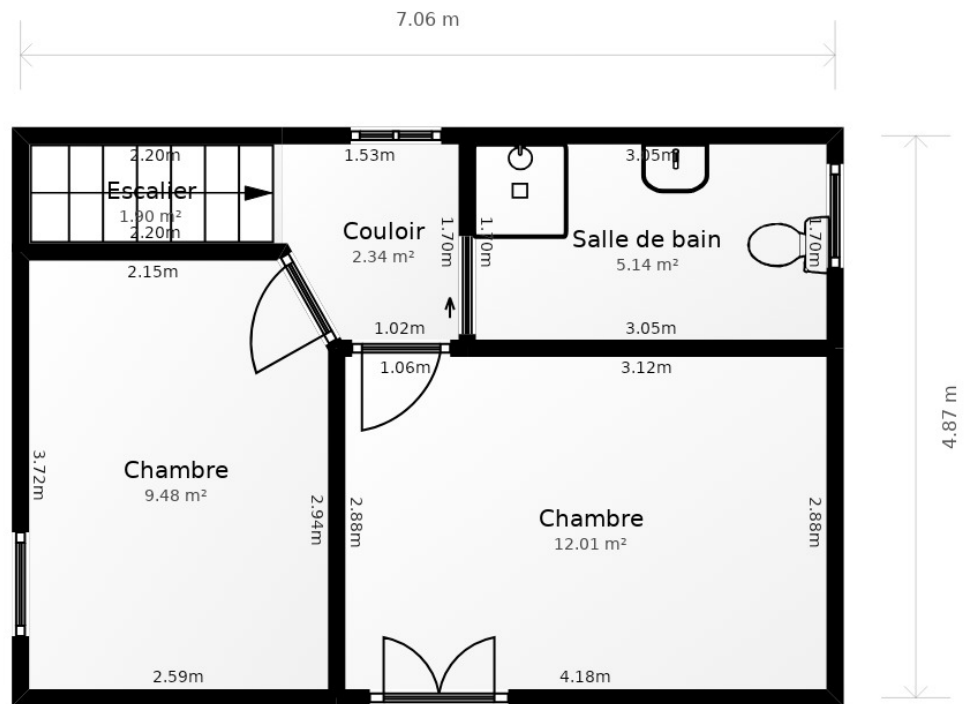 7.06 m
2.20m
1.53m
3.05m
Escalier
1.90 m²
2.20m
Couloir
2.34 m²
1.70m
1.70m
Salle de bain
5.14 m²
1.70m
2.15m
1.02m
3.05m
1.06m
3.12m
4.87 m
3.72m
Chambre
9.48 m²
2.94m
2.88m
Chambre
12.01 m²
2.88m
2.59m
4.18m